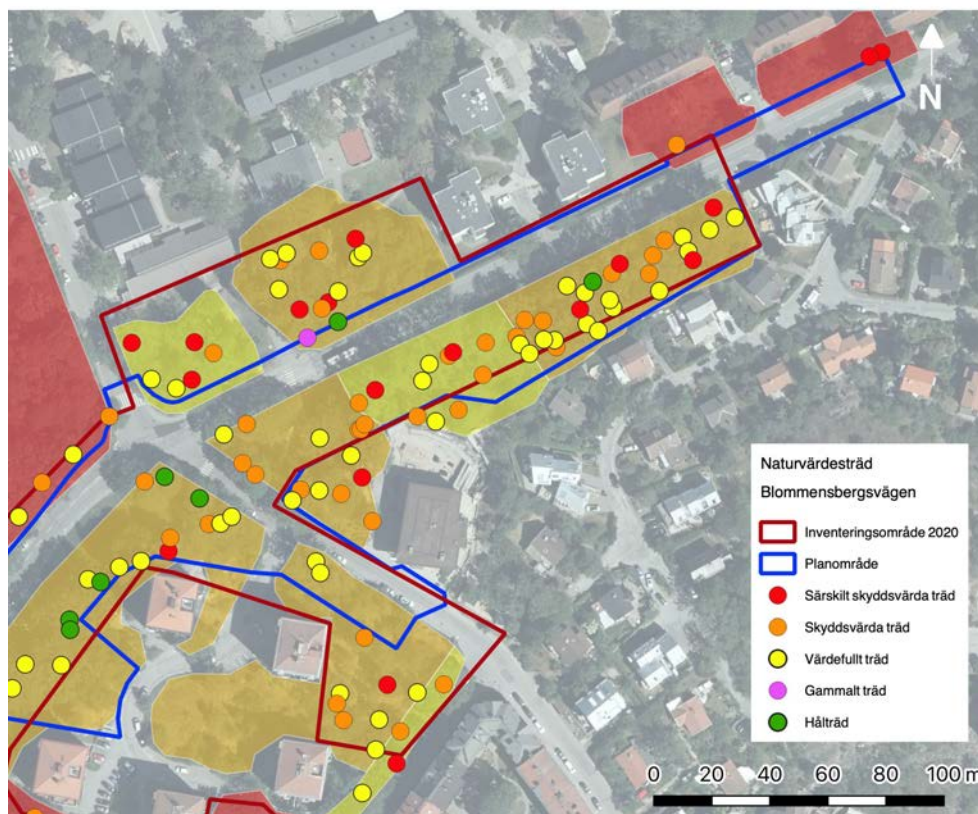 N
Naturvärdesträd
Blommensbergsvägen
Inventeringsområde 2020
Planområde
Särskilt skyddsvärda träd
Skyddsvärda träd
Värdefullt träd
Gammalt träd
Hålträd
0 20 40 60 80 100 m